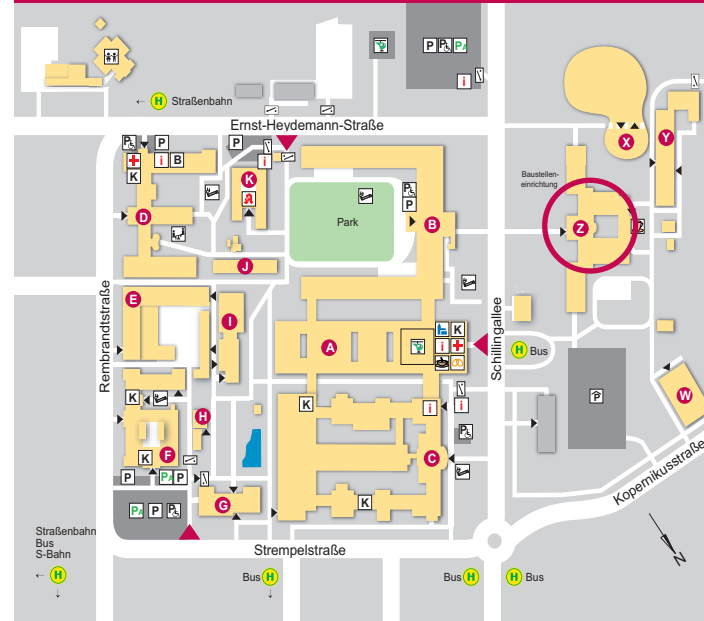 ← H Straßenbahn
P P
i
Ernst-Heydemann-Straße
X
Y
P P
i B
K
i
K
Baustellen-
einrichtung
D
Park
P
B
Z
J
E
I
Rembrandtstraße
Schillingallee
A
K
i
H Bus
K
K
i i
W
H
K
F
C
P P P
K
G
P P
Kopernikusstraße
Strempelstraße
N
Straßenbahn
Bus
S-Bahn
← H
Bus H
Bus H
H Bus